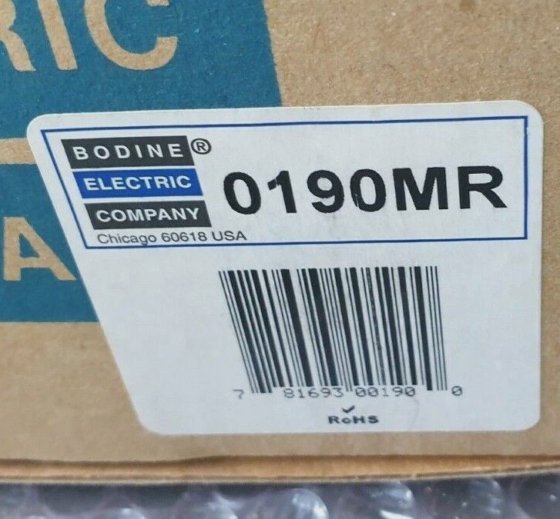 RIC
A
BODINE®
ELECTRIC
COMPANY
0190MR
Chicago 60618 USA
7 81693 00190 0
RoHS